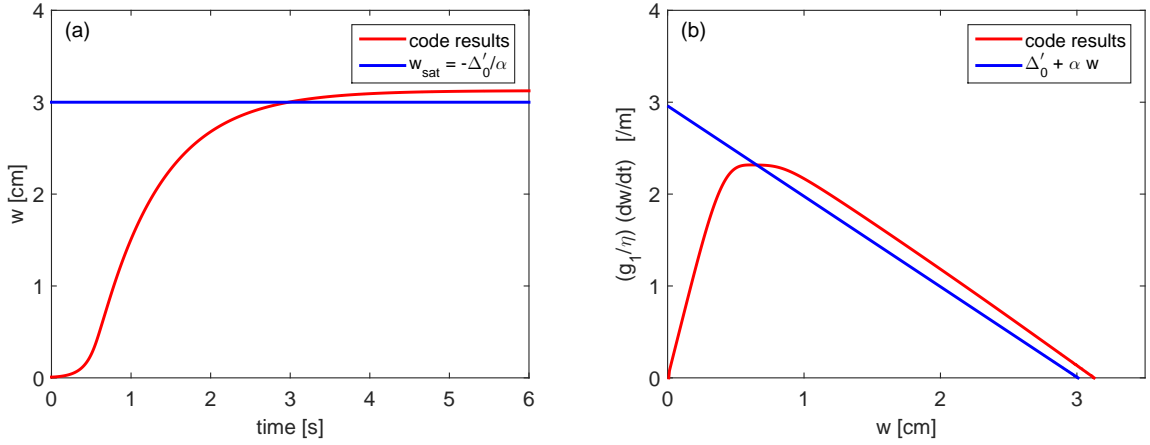 (a)
code results
w_sat = -Δ'_0/α
4
3
2
1
0
w [cm]
0 1 2 3 4 5 6
time [s]
(b)
code results
Δ'_0 + α w
4
3
2
1
0
(g_1/η) (dw/dt) [/m]
0 1 2 3
w [cm]